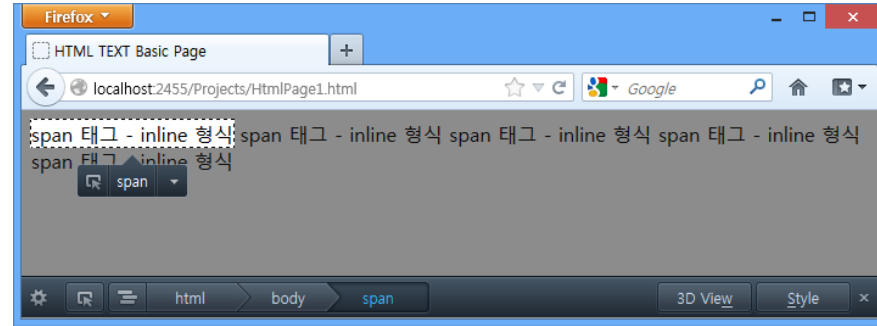 Firefox
HTML TEXT Basic Page
localhost:2455/Projects/HtmlPage1.html
Google
span 태그 - inline 형식 span 태그 - inline 형식 span 태그 - inline 형식 span 태그 - inline 형식
span 태그 - inline 형식
span
html body span 3D View Style